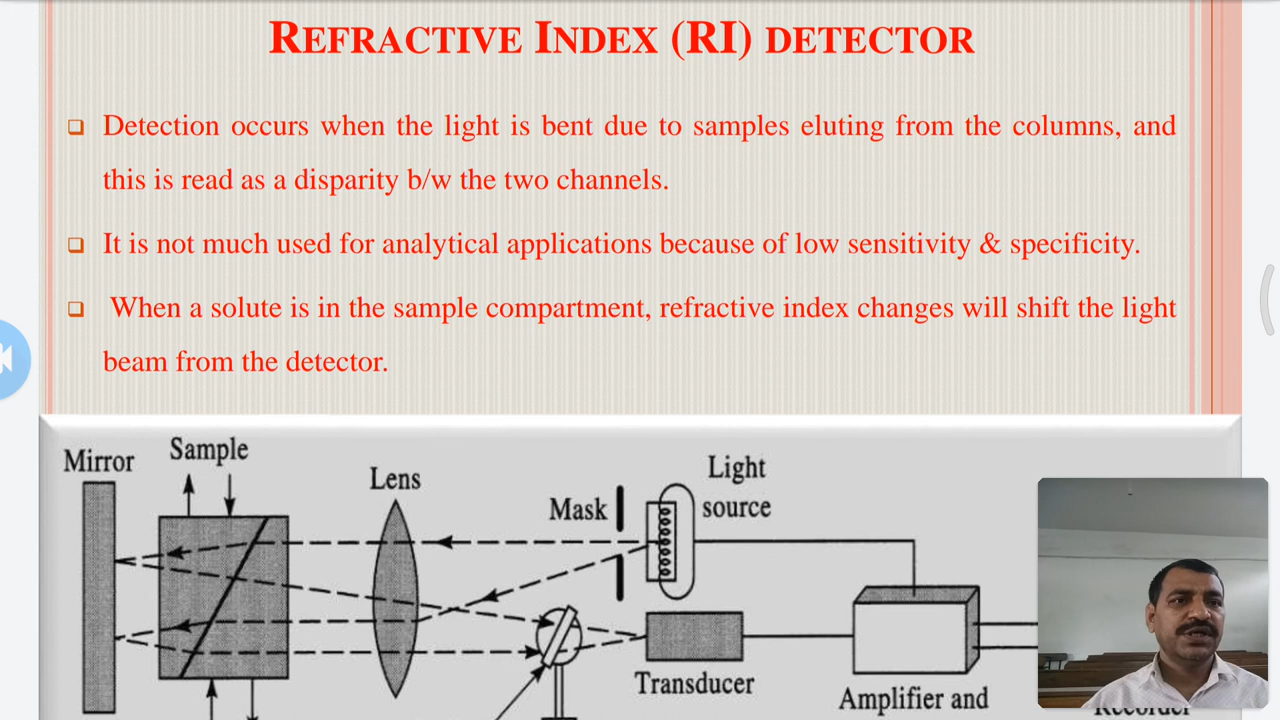 REFRACTIVE INDEX (RI) DETECTOR
Detection occurs when the light is bent due to samples eluting from the columns, and
this is read as a disparity b/w the two channels.
It is not much used for analytical applications because of low sensitivity & specificity.
When a solute is in the sample compartment, refractive index changes will shift the light
beam from the detector.
Mirror
Sample
Lens
Mask
Light
source
Transducer
Amplifier and
Recorder